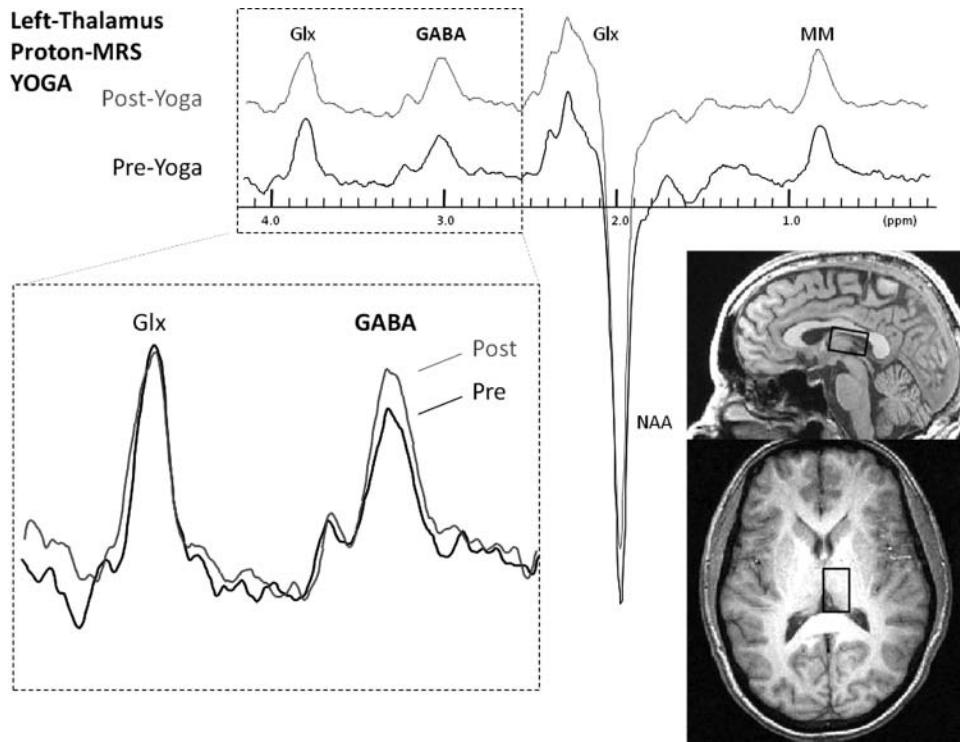 Left-Thalamus
Proton-MRS
YOGA
Glx GABA Glx MM
Post-Yoga
Pre-Yoga
4.0 3.0 2.0 1.0 (ppm)
Glx GABA
Post
Pre
NAA